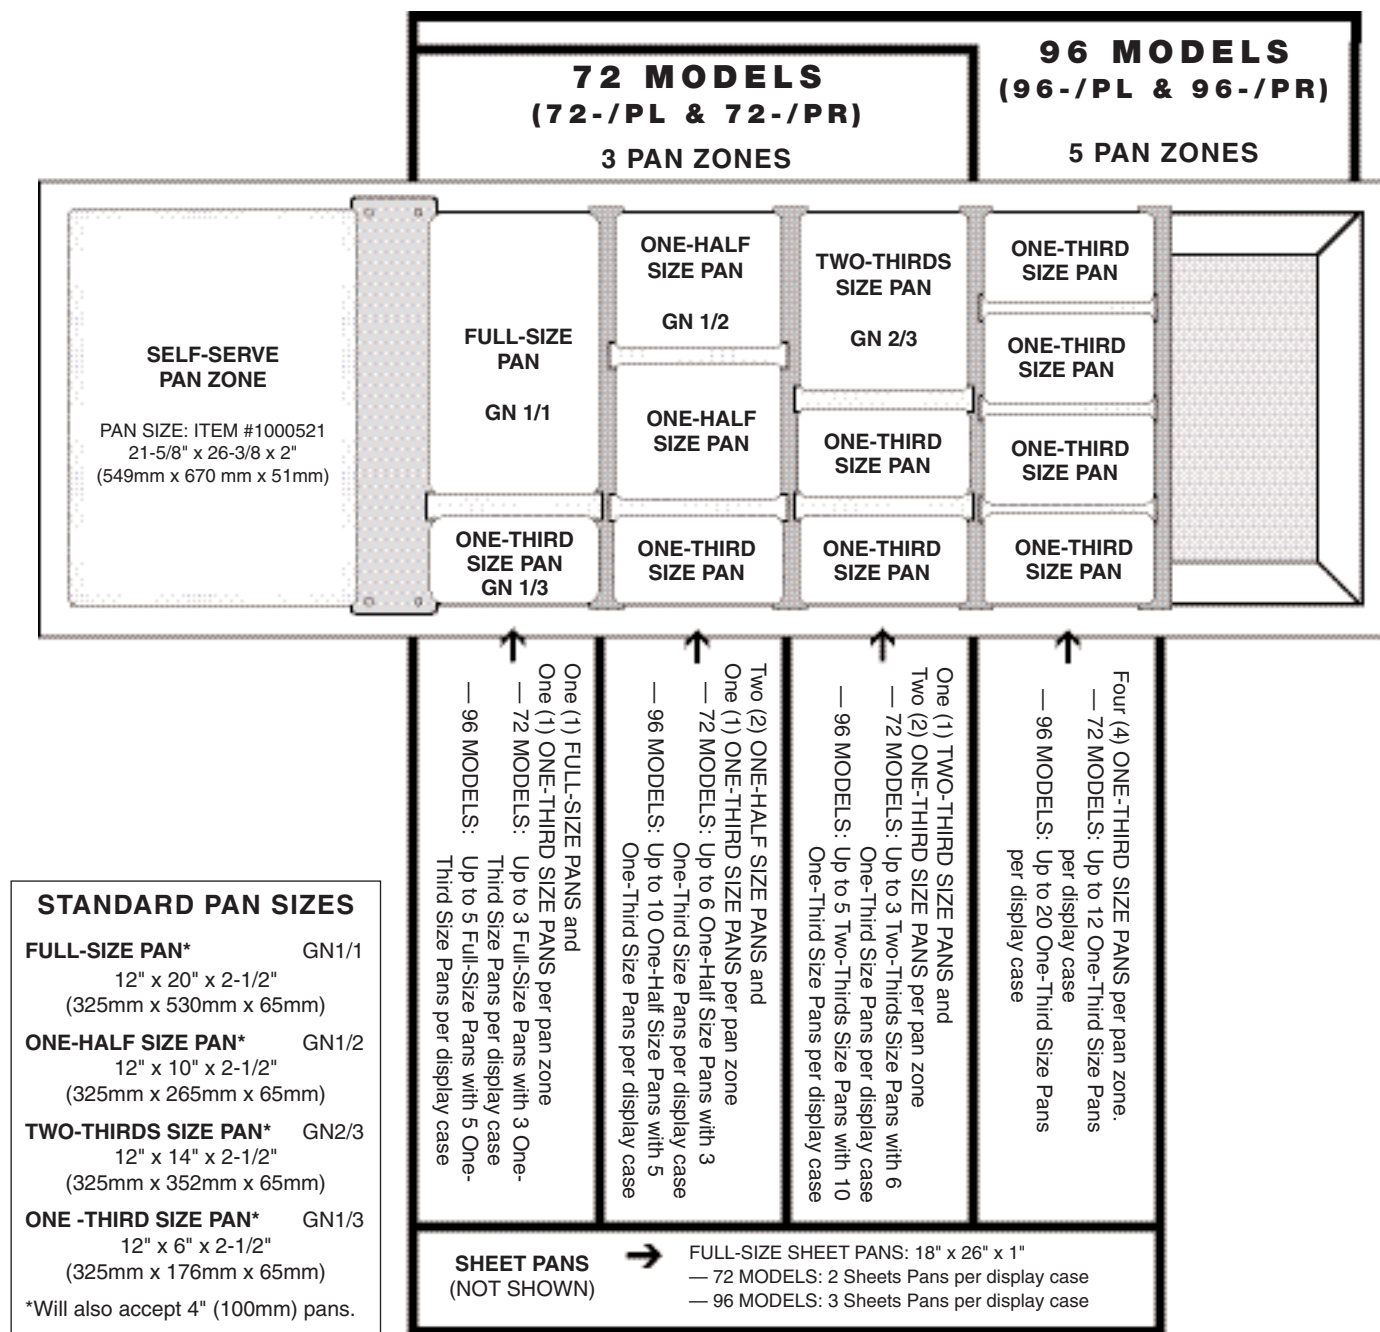 72 MODELS
(72-/PL & 72-/PR)
3 PAN ZONES
96 MODELS
(96-/PL & 96-/PR)
5 PAN ZONES
SELF-SERVE
PAN ZONE
PAN SIZE: ITEM #1000521
21-5/8" x 26-3/8 x 2"
(549mm x 670 mm x 51mm)
FULL-SIZE
PAN
GN 1/1
ONE-THIRD
SIZE PAN
GN 1/3
ONE-HALF
SIZE PAN
GN 1/2
ONE-HALF
SIZE PAN
ONE-THIRD
SIZE PAN
TWO-THIRDS
SIZE PAN
GN 2/3
ONE-THIRD
SIZE PAN
ONE-THIRD
SIZE PAN
ONE-THIRD
SIZE PAN
ONE-THIRD
SIZE PAN
ONE-THIRD
SIZE PAN
ONE-THIRD
SIZE PAN
One (1) FULL-SIZE PANS and
One (1) ONE-THIRD SIZE PANS per pan zone
— 72 MODELS: Up to 3 Full-Size Pans with 3 One-
Third Size Pans per display case
— 96 MODELS: Up to 5 Full-Size Pans with 5 One-
Third Size Pans per display case
Two (2) ONE-HALF SIZE PANS and
One (1) ONE-THIRD SIZE PANS per pan zone
— 72 MODELS: Up to 6 One-Half Size Pans with 3
One-Third Size Pans per display case
— 96 MODELS: Up to 10 One-Half Size Pans with 5
One-Third Size Pans per display case
One (1) TWO-THIRD SIZE PANS and
Two (2) ONE-THIRD SIZE PANS per pan zone
— 72 MODELS: Up to 3 Two-Thirds Size Pans with 6
One-Third Size Pans per display case
— 96 MODELS: Up to 5 Two-Thirds Size Pans with 10
One-Third Size Pans per display case
Four (4) ONE-THIRD SIZE PANS per pan zone.
— 72 MODELS: Up to 12 One-Third Size Pans
per display case
— 96 MODELS: Up to 20 One-Third Size Pans
per display case
STANDARD PAN SIZES
FULL-SIZE PAN* GN1/1
12" x 20" x 2-1/2"
(325mm x 530mm x 65mm)
ONE-HALF SIZE PAN* GN1/2
12" x 10" x 2-1/2"
(325mm x 265mm x 65mm)
TWO-THIRDS SIZE PAN* GN2/3
12" x 14" x 2-1/2"
(325mm x 352mm x 65mm)
ONE -THIRD SIZE PAN* GN1/3
12" x 6" x 2-1/2"
(325mm x 176mm x 65mm)
*Will also accept 4" (100mm) pans.
SHEET PANS
(NOT SHOWN)
FULL-SIZE SHEET PANS: 18" x 26" x 1"
— 72 MODELS: 2 Sheets Pans per display case
— 96 MODELS: 3 Sheets Pans per display case